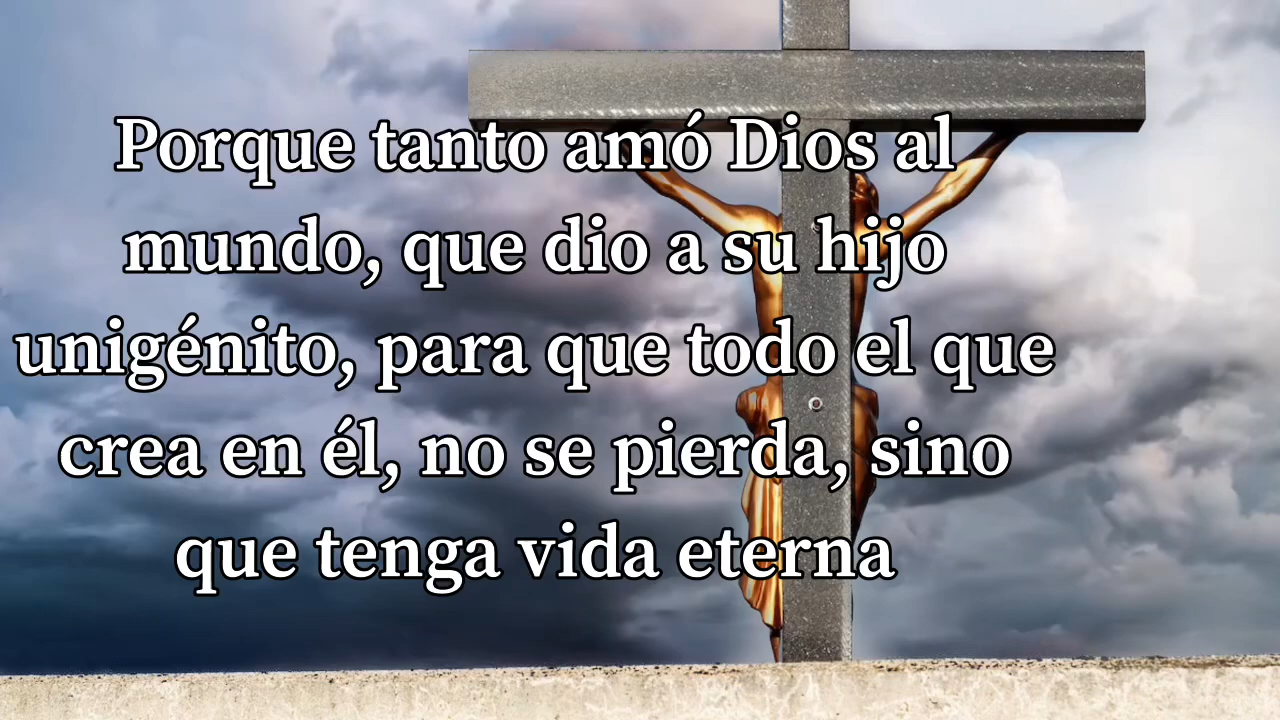 Porque tanto amó Dios al
mundo, que dio a su hijo
unigénito, para que todo el que
crea en él, no se pierda, sino
que tenga vida eterna